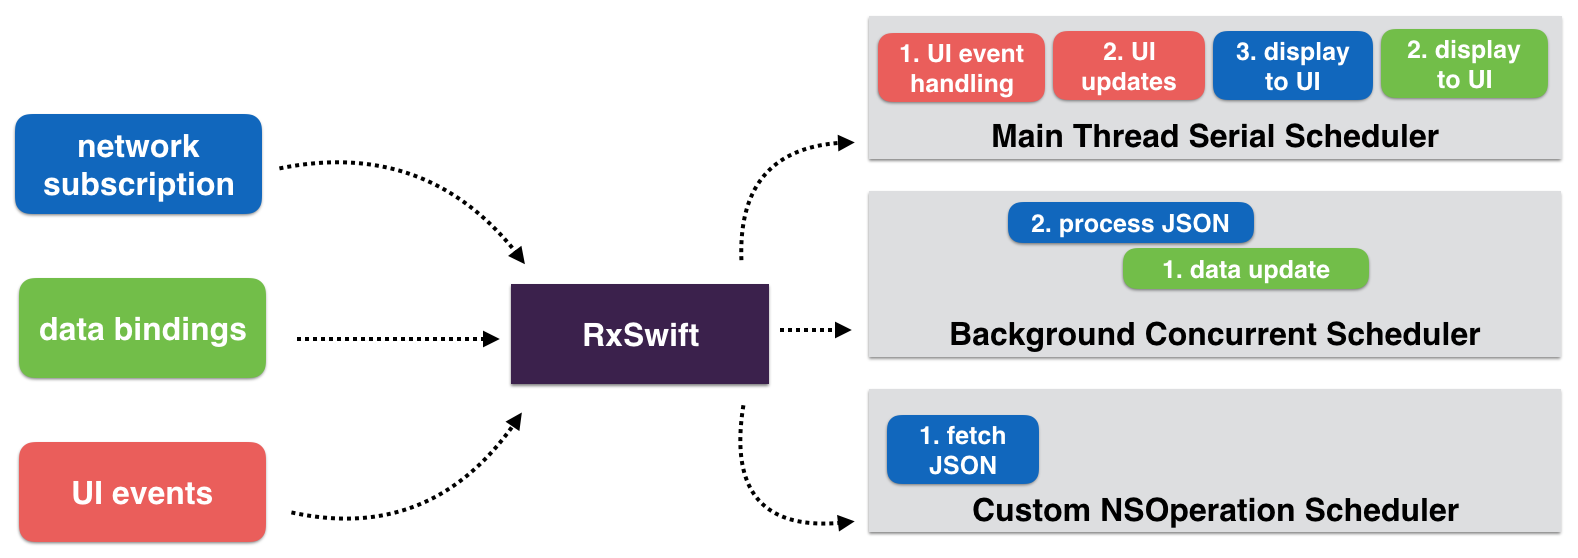 network
subscription
data bindings
UI events
RxSwift
1. UI event
handling
2. UI
updates
3. display
to UI
2. display
to UI
Main Thread Serial Scheduler
2. process JSON
1. data update
Background Concurrent Scheduler
1. fetch
JSON
Custom NSOperation Scheduler